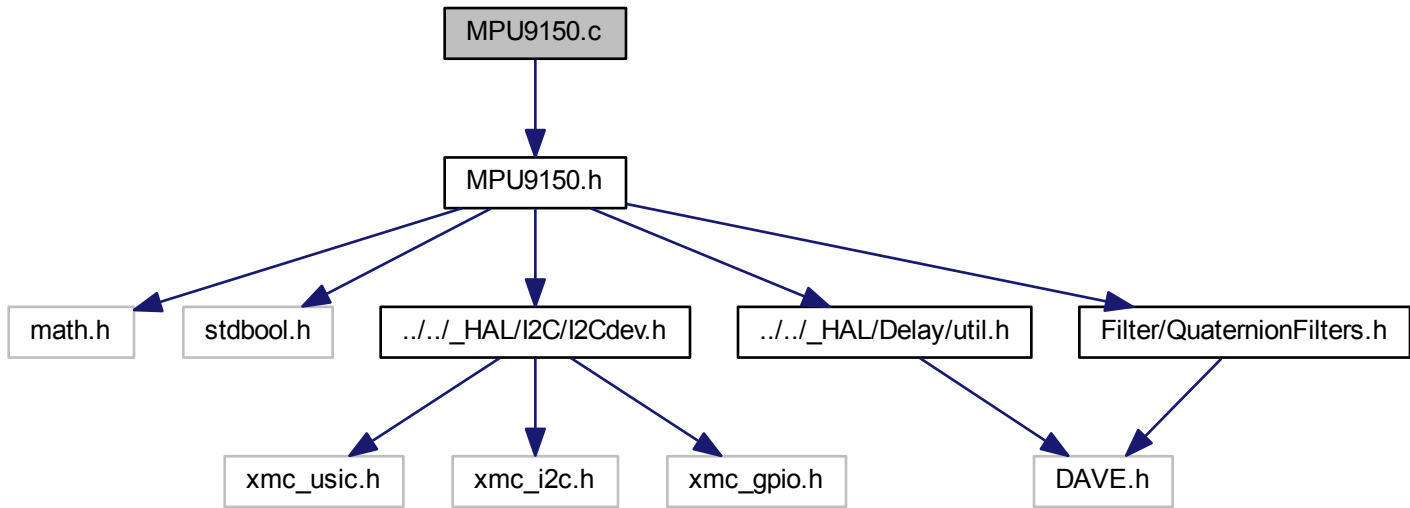 MPU9150.c
MPU9150.h
math.h
stdbool.h
../../_HAL/I2C/I2Cdev.h
../../_HAL/Delay/util.h
Filter/QuaternionFilters.h
xmc_usic.h
xmc_i2c.h
xmc_gpio.h
DAVE.h